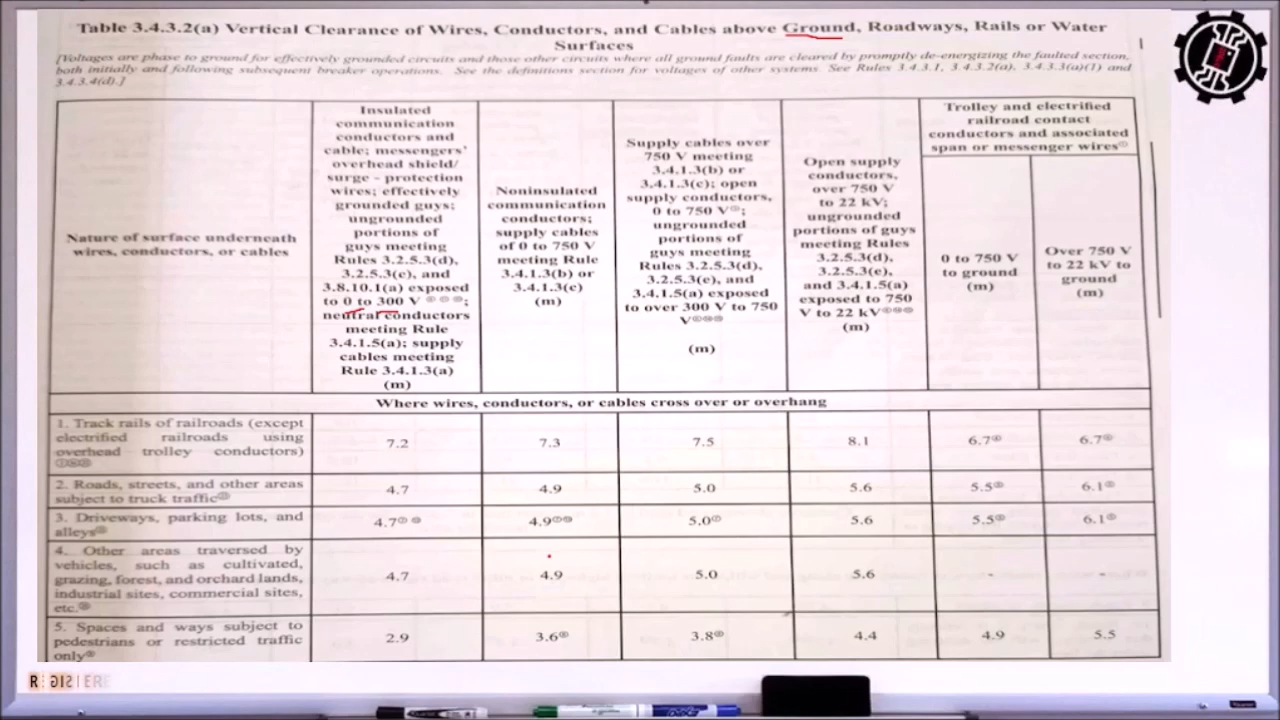 Table 3.4.3.2(a) Vertical Clearance of Wires, Conductors, and Cables above Ground, Roadways, Rails or Water
Surfaces
[Voltages are phase to ground for effectively grounded circuits and those other circuits where all ground faults are cleared by promptly de-energizing the faulted section,
both initially and following subsequent breaker operations. See the definitions section for voltages of other systems. See Rules 3.4.3.1, 3.4.3.2(a), 3.4.3.3(a)(1) and
3.4.3.4(d).]
Nature of surface underneath
wires, conductors, or cables
Insulated
communication
conductors and
cable; messengers'
overhead shield/
surge - protection
wires; effectively
grounded guys;
ungrounded
portions of
guys meeting
Rules 3.2.5.3(d),
3.2.5.3(e), and
3.8.10.1(a) exposed
to 0 to 300 V ;
neutral conductors
meeting Rule
3.4.1.5(a); supply
cables meeting
Rule 3.4.1.3(a)
(m)
Noninsulated
communication
conductors;
supply cables
of 0 to 750 V
meeting Rule
3.4.1.3(b) or
3.4.1.3(c)
(m)
Supply cables over
750 V meeting
3.4.1.3(b) or
3.4.1.3(c); open
supply conductors,
0 to 750 V;
ungrounded
portions of
guys meeting
Rules 3.2.5.3(d),
3.2.5.3(e), and
3.4.1.5(a) exposed
to over 300 V to 750
V
(m)
Open supply
conductors,
over 750 V
to 22 kV;
ungrounded
portions of guys
meeting Rules
3.2.5.3(d),
3.2.5.3(e),
and 3.4.1.5(a)
exposed to 750
V to 22 kV
(m)
Trolley and electrified
railroad contact
conductors and associated
span or messenger wires
0 to 750 V
to ground
(m)
Over 750 V
to 22 kV to
ground
(m)
Where wires, conductors, or cables cross over or overhang
1. Track rails of railroads (except
electrified railroads using
overhead trolley conductors)
7.2 7.3 7.5 8.1 6.7 6.7
2. Roads, streets, and other areas
subject to truck traffic
4.7 4.9 5.0 5.6 5.5 6.1
3. Driveways, parking lots, and
alleys
4.7 4.9 5.0 5.6 5.5 6.1
4. Other areas traversed by
vehicles, such as cultivated,
grazing, forest, and orchard lands,
industrial sites, commercial sites,
etc.
4.7 4.9 5.0 5.6 - -
5. Spaces and ways subject to
pedestrians or restricted traffic
only
2.9 3.6 3.8 4.4 4.9 5.5